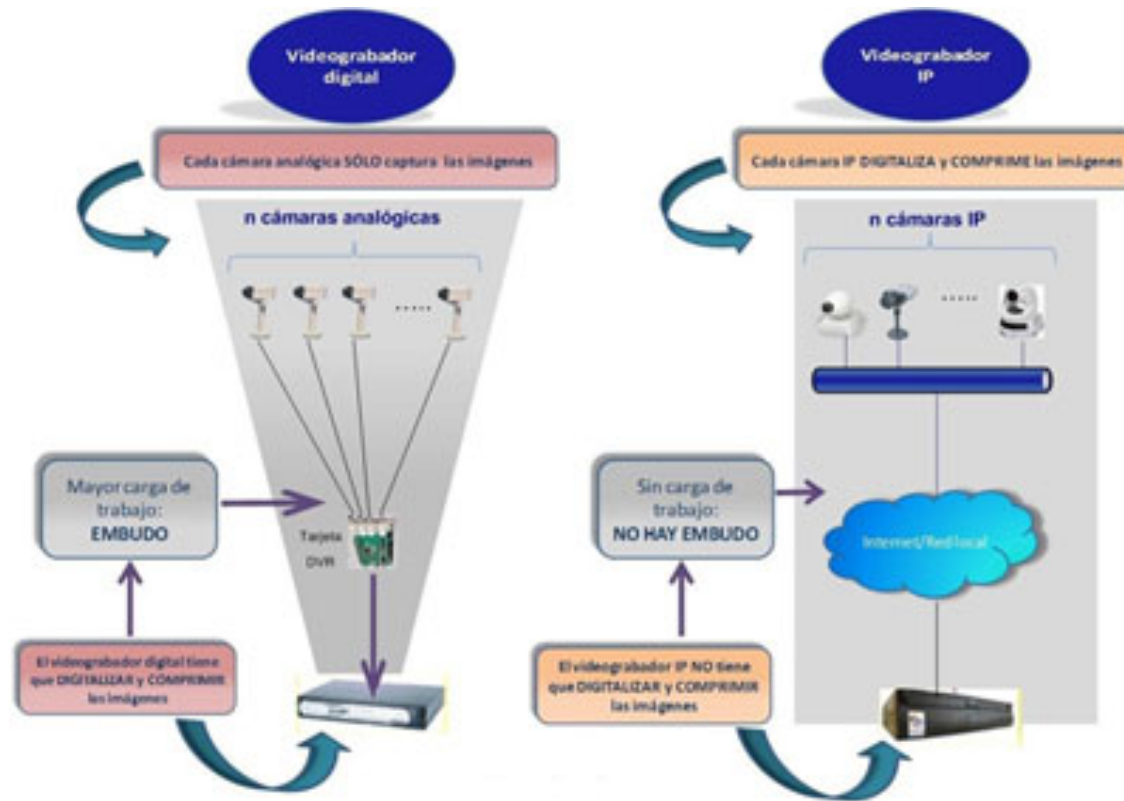 Videograbador
digital
Cada cámara analógica SÓLO captura las imágenes
n cámaras analógicas
.....
Mayor carga de
trabajo:
EMBUDO
Tarjeta
DVR
El videograbador digital tiene
que DIGITALIZAR y COMPRIMIR
las imágenes
Videograbador
IP
Cada cámara IP DIGITALIZA y COMPRIME las imágenes
n cámaras IP
.....
Sin carga de
trabajo:
NO HAY EMBUDO
Internet/Red local
El videograbador IP NO tiene
que DIGITALIZAR y COMPRIMIR
las imágenes